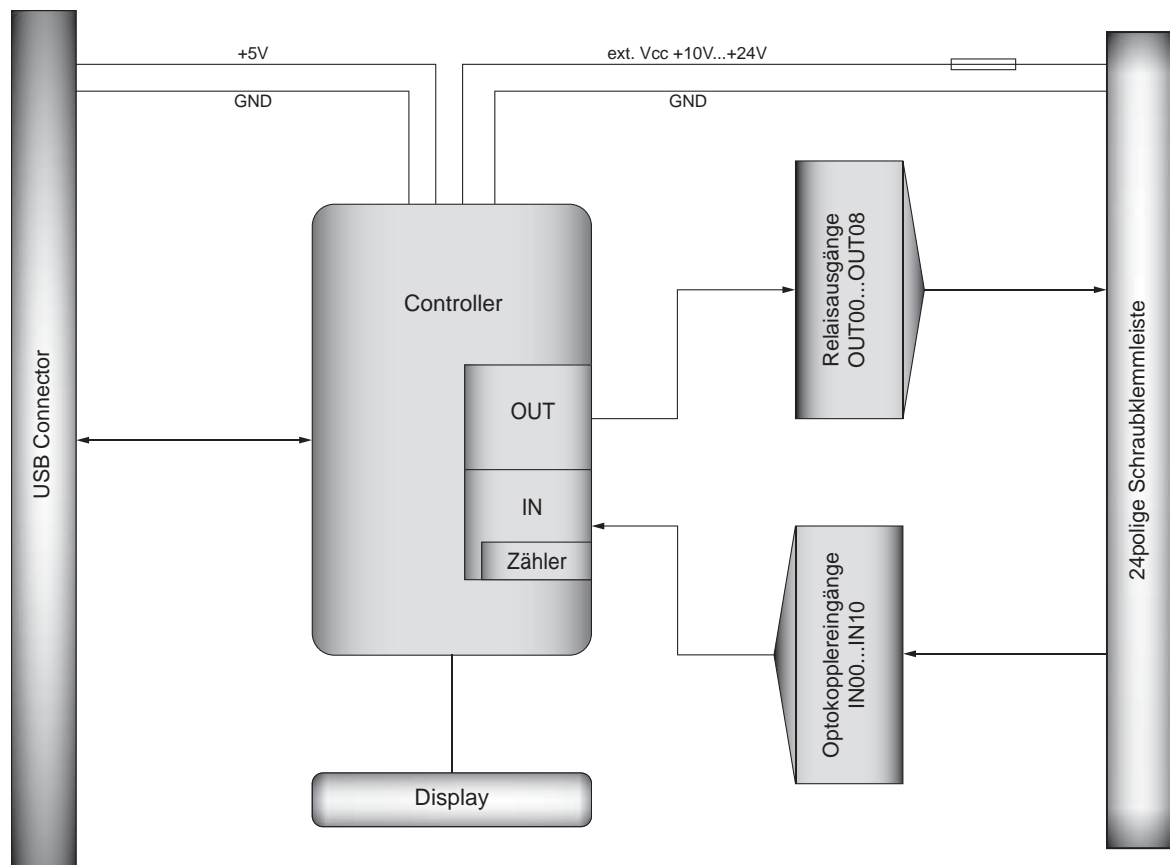 +5V
ext. Vcc +10V...+24V
GND
GND
USB Connector
Controller
OUT
IN
Zähler
Relaisausgänge
OUT00...OUT08
Optokopplereingänge
IN00...IN10
24polige Schraubklemmleiste
Display